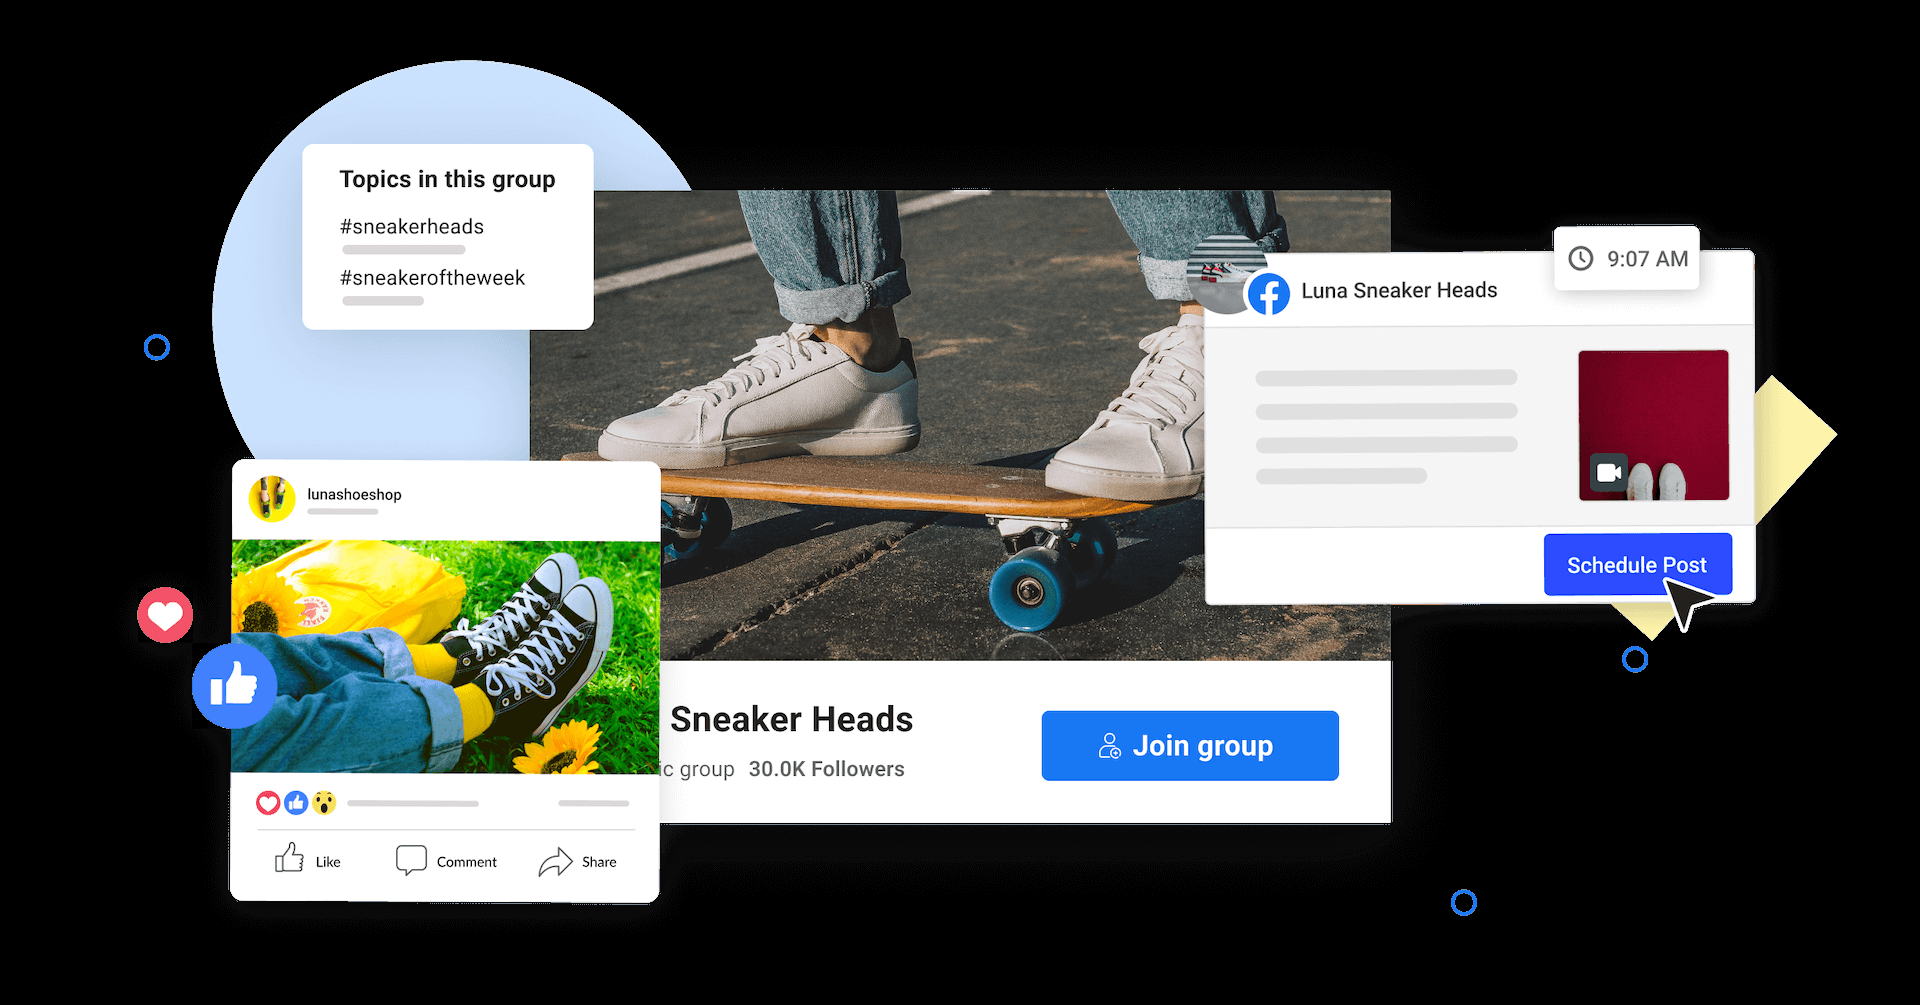 Topics in this group
#sneakerheads
#sneakeroftheweek
9:07 AM
Luna Sneaker Heads
Schedule Post
lunashoeshop
Like
Comment
Share
Sneaker Heads
ic group 30.0K Followers
Join group